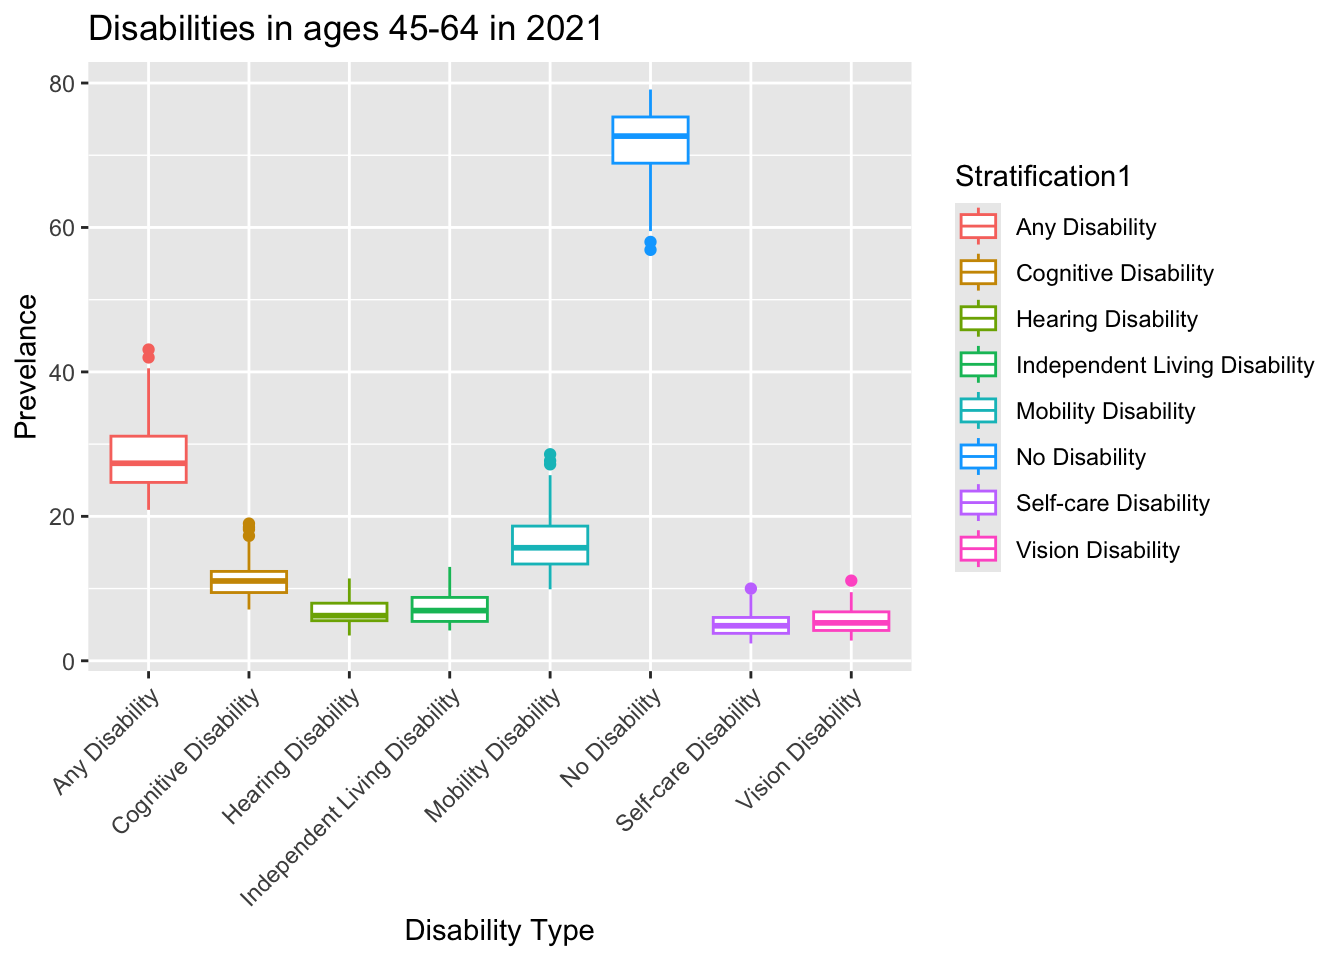 Disabilities in ages 45-64 in 2021
Prevelance
80
60
40
20
0
Any Disability
Cognitive Disability
Hearing Disability
Independent Living Disability
Mobility Disability
No Disability
Self-care Disability
Vision Disability
Disability Type
Stratification1
Any Disability
Cognitive Disability
Hearing Disability
Independent Living Disability
Mobility Disability
No Disability
Self-care Disability
Vision Disability